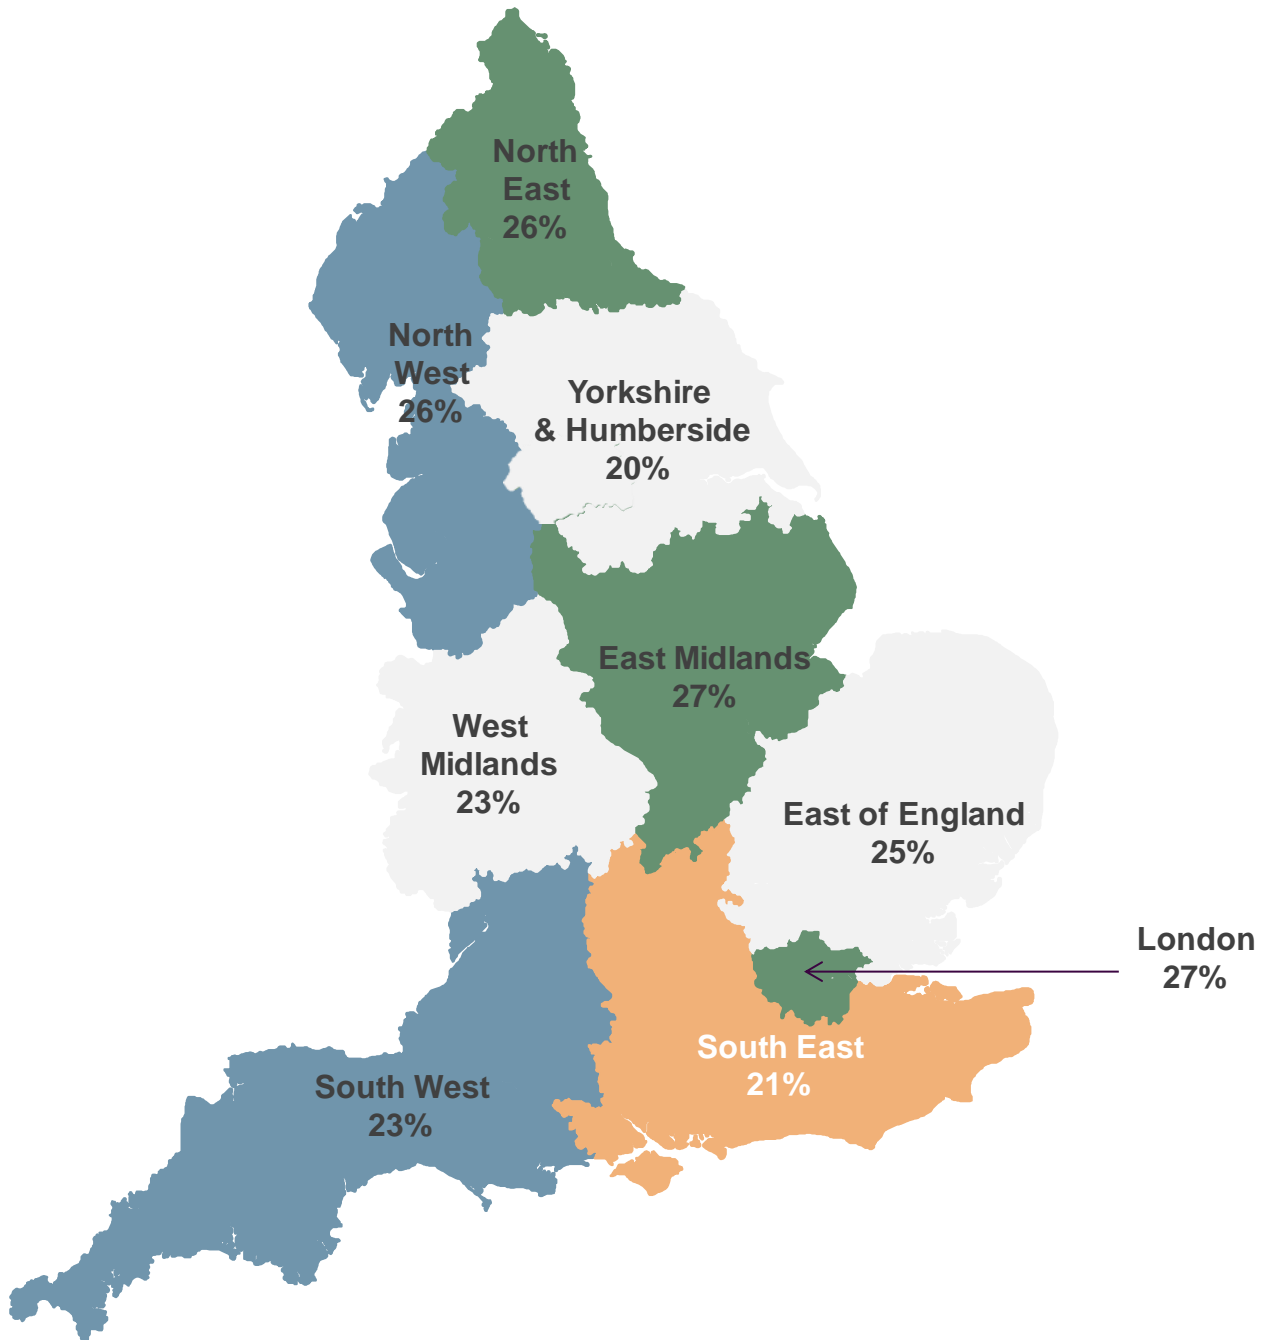 North
East
26%
North
West
26%
Yorkshire
& Humberside
20%
East Midlands
27%
West
Midlands
23%
East of England
25%
London
27%
South East
21%
South West
23%